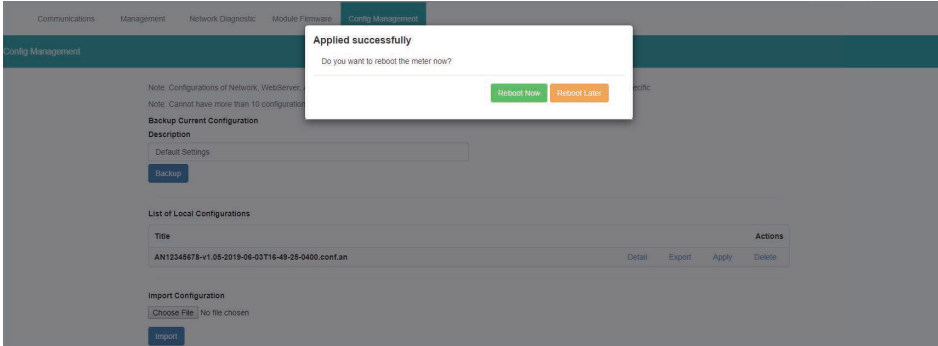 Communications Management Network Diagnostic Module Firmware Config Management
Config Management
Applied successfully
Do you want to reboot the meter now?
Reboot Now Reboot Later
Note: Configurations of Network, WebServer, ecific
Note: Cannot have more than 10 configuration
Backup Current Configuration
Description
Default Settings
Backup
List of Local Configurations
Title Actions
AN12345678-v1.05-2019-06-03T16-49-25-0400.conf.an Detail Export Apply Delete
Import Configuration
Choose File No file chosen
Import